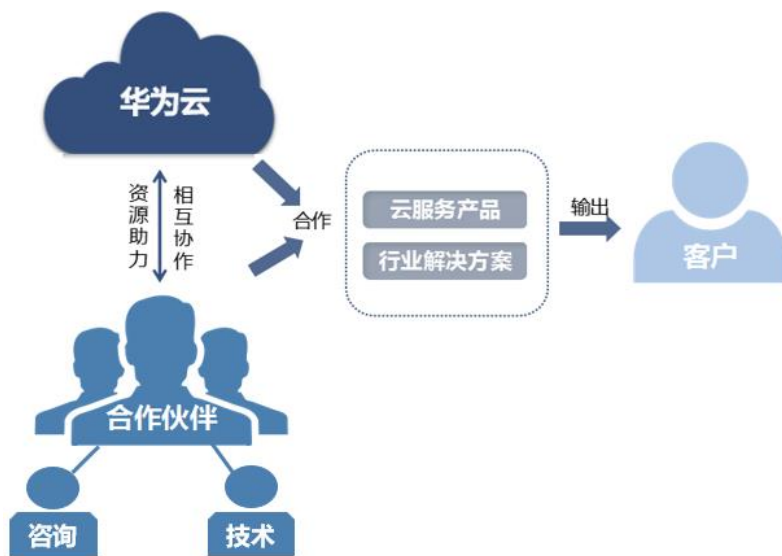 华为云
资源助力
相互协作
合作
云服务产品
行业解决方案
输出
客户
合作伙伴
咨询
技术